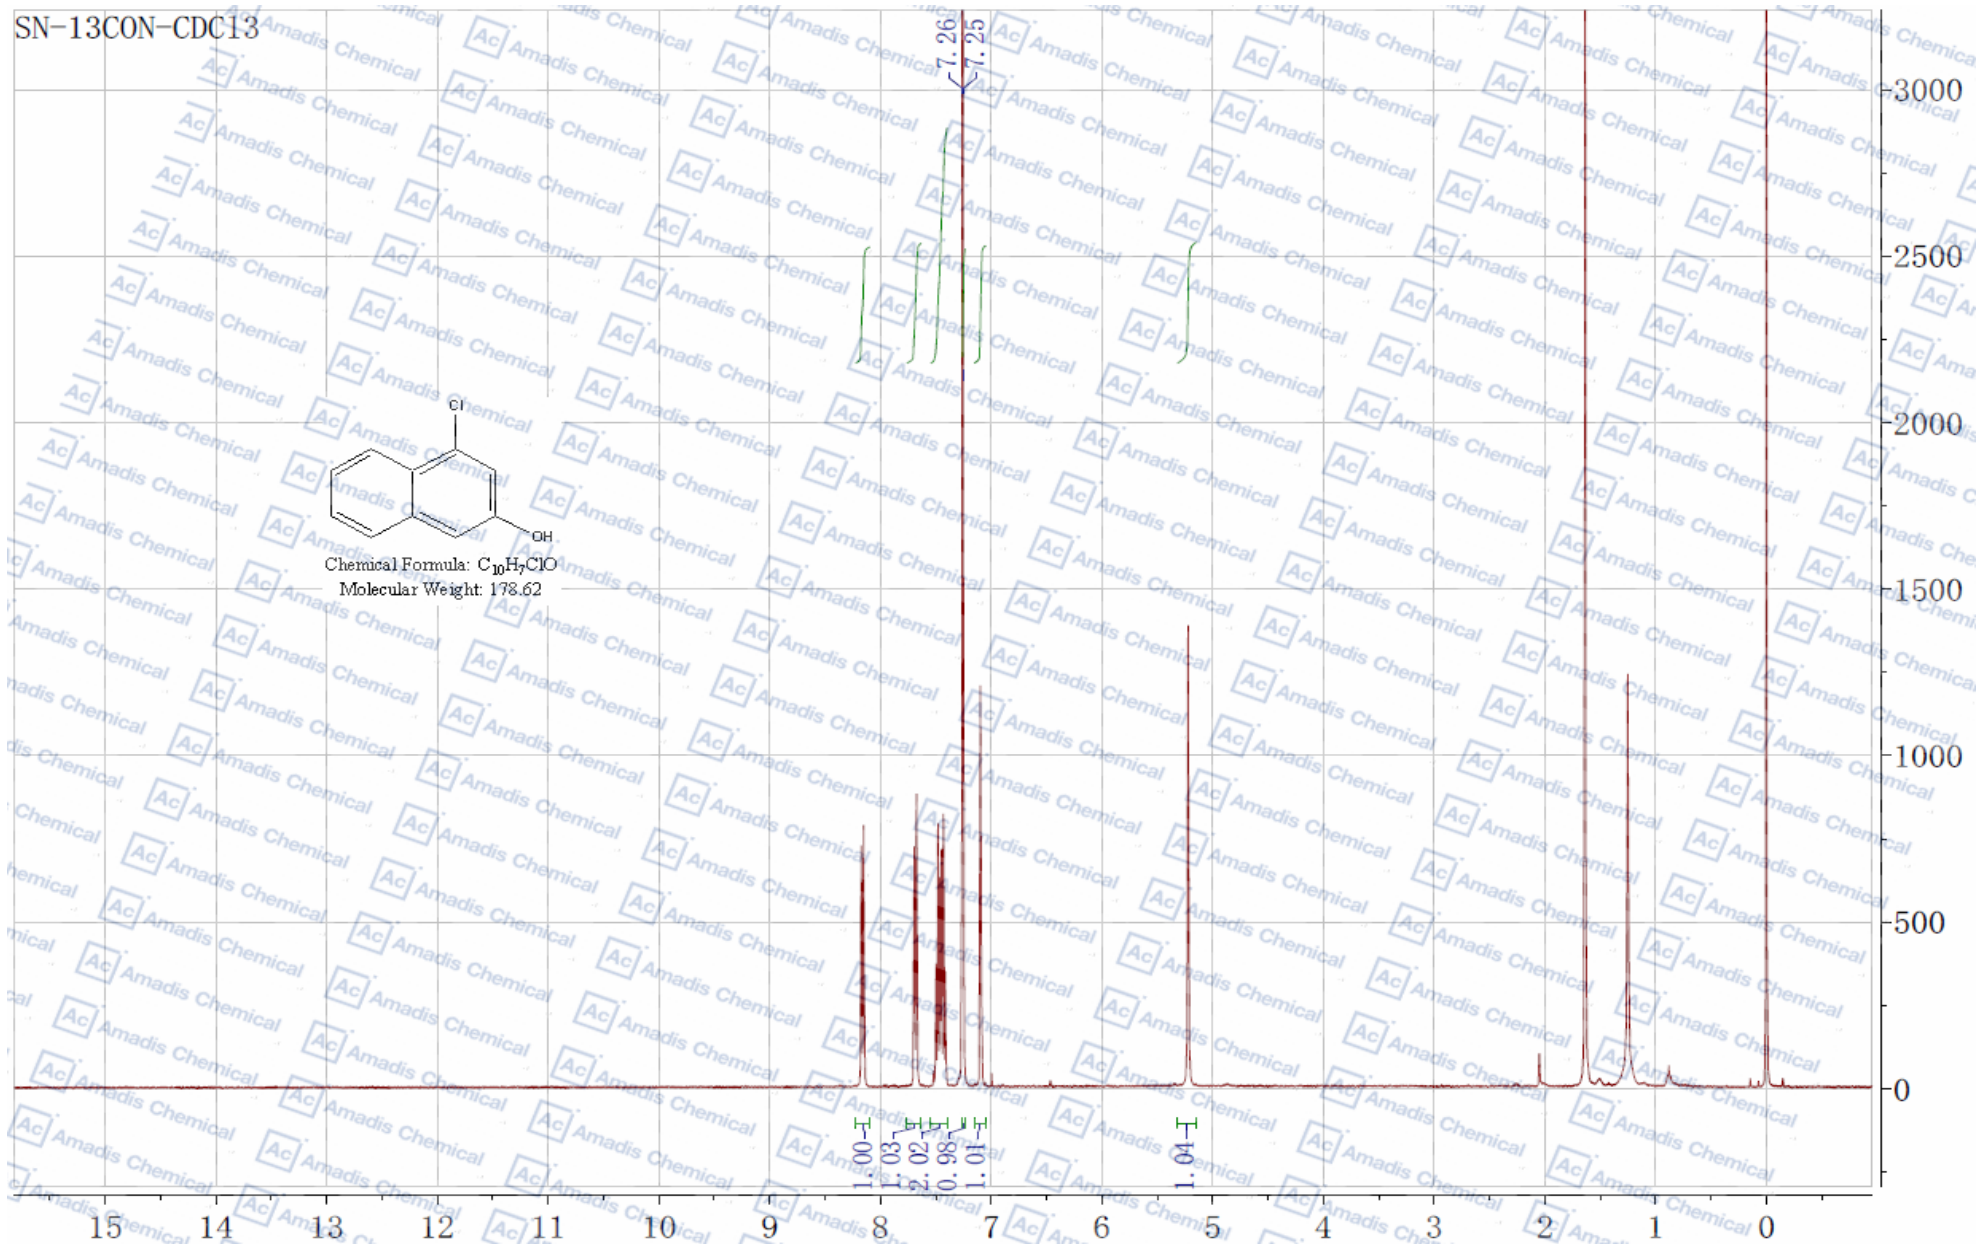 SN-13CON-CDCl3
7.26
7.25
3000
2500
2000
1500
1000
500
0
Cl
OH
Chemical Formula: C₁₀H₇ClO
Molecular Weight: 178.62
1.00
1.03
2.02
0.98
1.01
1.04
15 14 13 12 11 10 9 8 7 6 5 4 3 2 1 0
Ac Amadis Chemical